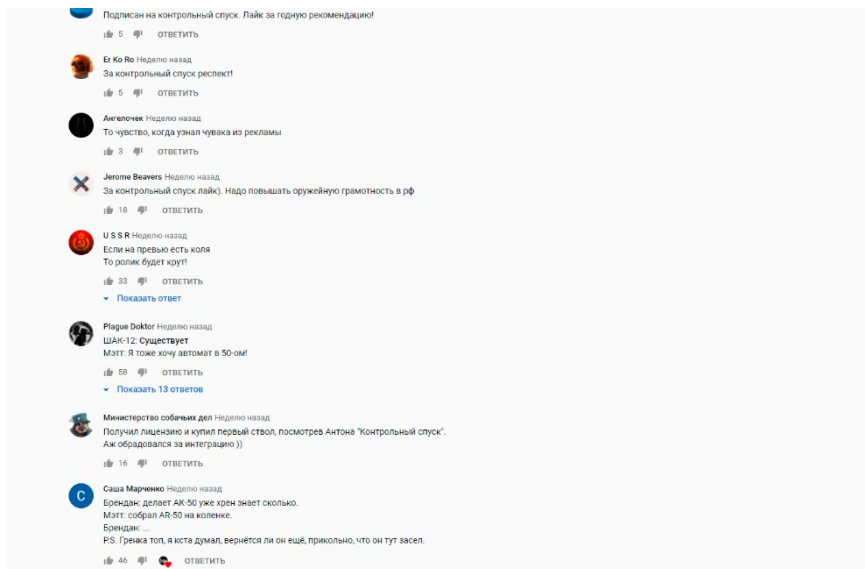 Подписан на контрольный спуск. Лайк за годную рекомендацию!
5 ОТВЕТИТЬ
Er Ko Ro Неделю назад
За контрольный спуск респект!
5 ОТВЕТИТЬ
Ангелочек Неделю назад
То чувство, когда узнал чувака из рекламы
3 ОТВЕТИТЬ
Jerome Beavers Неделю назад
За контрольный спуск лайк). Надо повышать оружейную грамотность в рф
18 ОТВЕТИТЬ
U S S R Неделю назад
Если на превью есть коля
То ролик будет крут!
33 ОТВЕТИТЬ
Показать ответ
Plague Doktor Неделю назад
ШАК-12: Существует
Мэтт: Я тоже хочу автомат в 50-ом!
58 ОТВЕТИТЬ
Показать 13 ответов
Министерство собачьих дел Неделю назад
Получил лицензию и купил первый ствол, посмотрев Антона "Контрольный спуск".
Аж обрадовался за интеграцию ))
16 ОТВЕТИТЬ
С
Саша Марченко Неделю назад
Брендан: делает АК-50 уже хрен знает сколько.
Мэтт: собрал AR-50 на коленке.
Брендан: ...
P.S. Гренка топ, я кста думал, вернётся ли он ещё, прикольно, что он тут засел.
46 ОТВЕТИТЬ